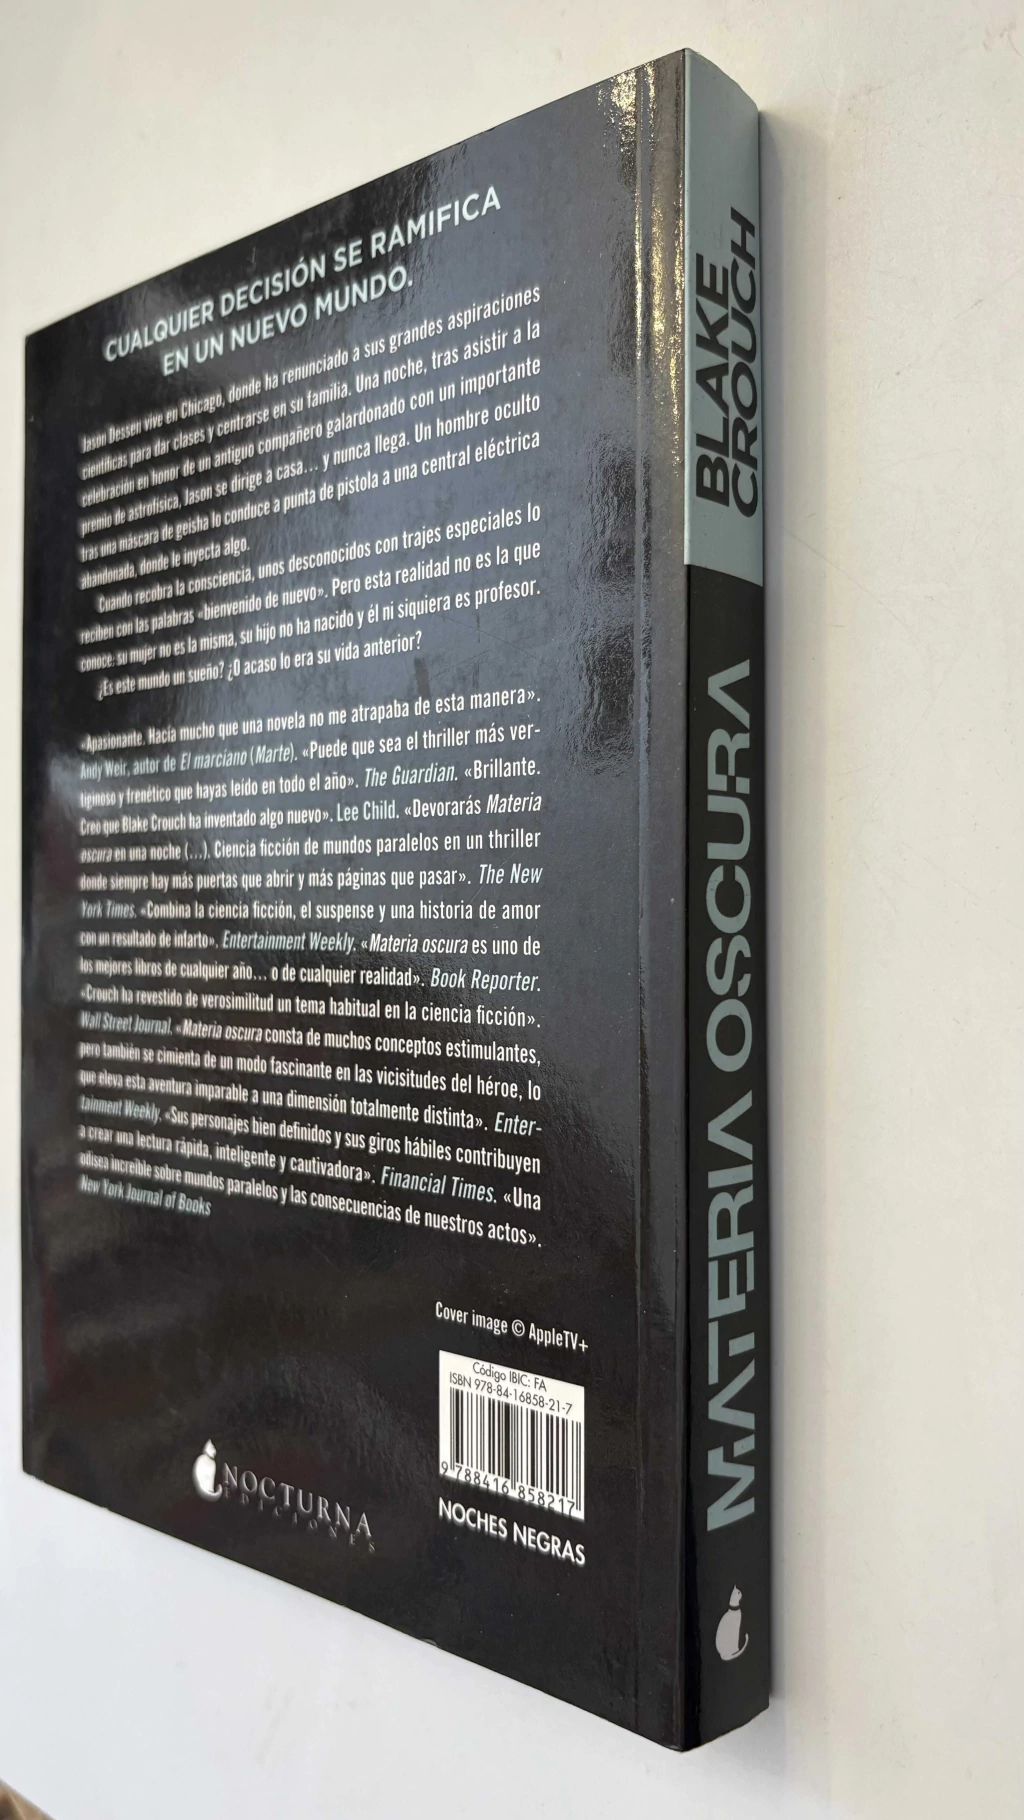 CUALQUIER DECISIÓN SE RAMIFICA
EN UN NUEVO MUNDO.
Jason Dessen vive en Chicago, donde ha renunciado a sus grandes aspiraciones
científicas para dar clases y centrarse en su familia. Una noche, tras asistir a la
celebración en honor de un antiguo compañero galardonado con un importante
premio de astrofísica, Jason se dirige a casa... y nunca llega. Un hombre oculto
tras una máscara de geisha lo conduce a punta de pistola a una central eléctrica
abandonada, donde le inyecta algo.
Cuando recobra la consciencia, unos desconocidos con trajes especiales lo
reciben con las palabras «bienvenido de nuevo». Pero esta realidad no es la que
conoce: su mujer no es la misma, su hijo no ha nacido y él ni siquiera es profesor.
¿Es este mundo un sueño? ¿O acaso lo era su vida anterior?
«Apasionante. Hacía mucho que una novela no me atrapaba de esta manera».
Andy Weir, autor de El marciano (Marte). «Puede que sea el thriller más ver-
tiginoso y frenético que hayas leído en todo el año». The Guardian. «Brillante.
Creo que Blake Crouch ha inventado algo nuevo». Lee Child. «Devorarás Materia
oscura en una noche (...). Ciencia ficción de mundos paralelos en un thriller
donde siempre hay más puertas que abrir y más páginas que pasar». The New
York Times. «Combina la ciencia ficción, el suspense y una historia de amor
con un resultado de infarto». Entertainment Weekly. «Materia oscura es uno de
los mejores libros de cualquier año... o de cualquier realidad». Book Reporter.
«Crouch ha revestido de verosimilitud un tema habitual en la ciencia ficción».
Wall Street Journal. «Materia oscura consta de muchos conceptos estimulantes,
pero también se cimienta de un modo fascinante en las vicisitudes del héroe, lo
que eleva esta aventura imparable a una dimensión totalmente distinta». Enter-
tainment Weekly. «Sus personajes bien definidos y sus giros hábiles contribuyen
a crear una lectura rápida, inteligente y cautivadora». Financial Times. «Una
odisea increíble sobre mundos paralelos y las consecuencias de nuestros actos».
New York Journal of Books
Cover image © AppleTV+
Código IBIC: FA
ISBN 978-84-16858-21-7
9 788416 858217
NOCHES NEGRAS
NOCTURNA
EDICIONES
BLAKE
CROUCH
MATERIA OSCURA